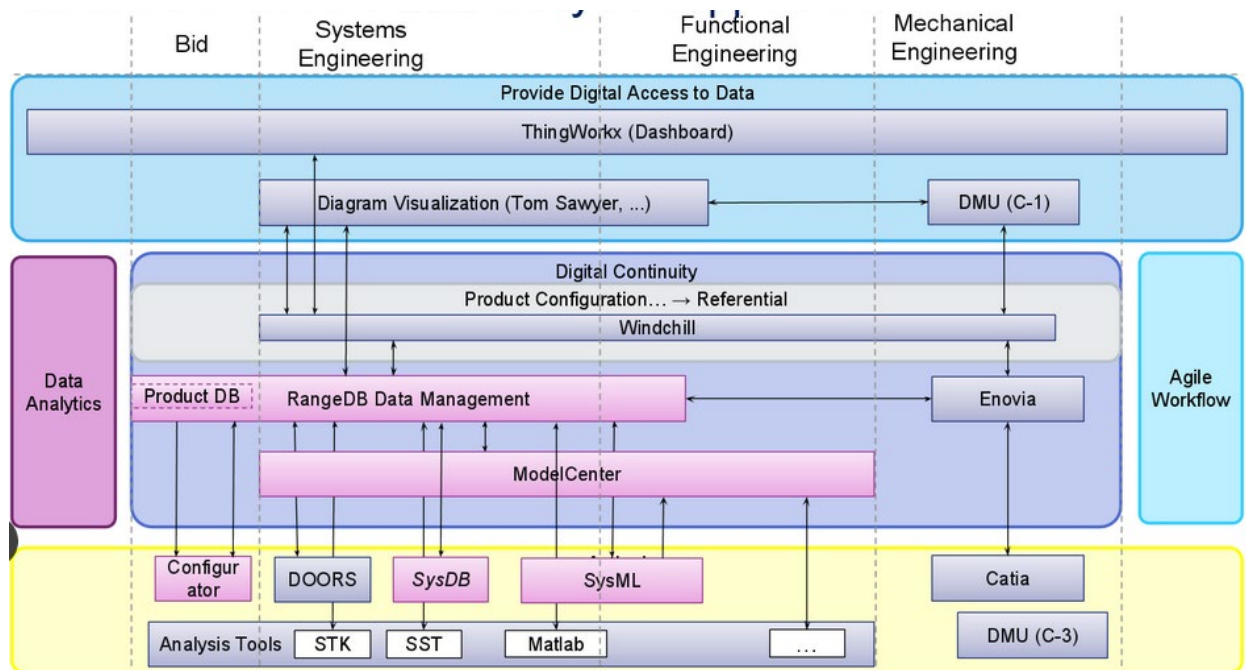 Bid
Systems
Engineering
Functional
Engineering
Mechanical
Engineering
Provide Digital Access to Data
ThingWorkx (Dashboard)
Diagram Visualization (Tom Sawyer, ...)
DMU (C-1)
Digital Continuity
Product Configuration... → Referential
Windchill
Data
Analytics
Agile
Workflow
Product DB
RangeDB Data Management
Enovia
ModelCenter
Configur
ator
DOORS
SysDB
SysML
Catia
Analysis Tools
STK
SST
Matlab
...
DMU (C-3)